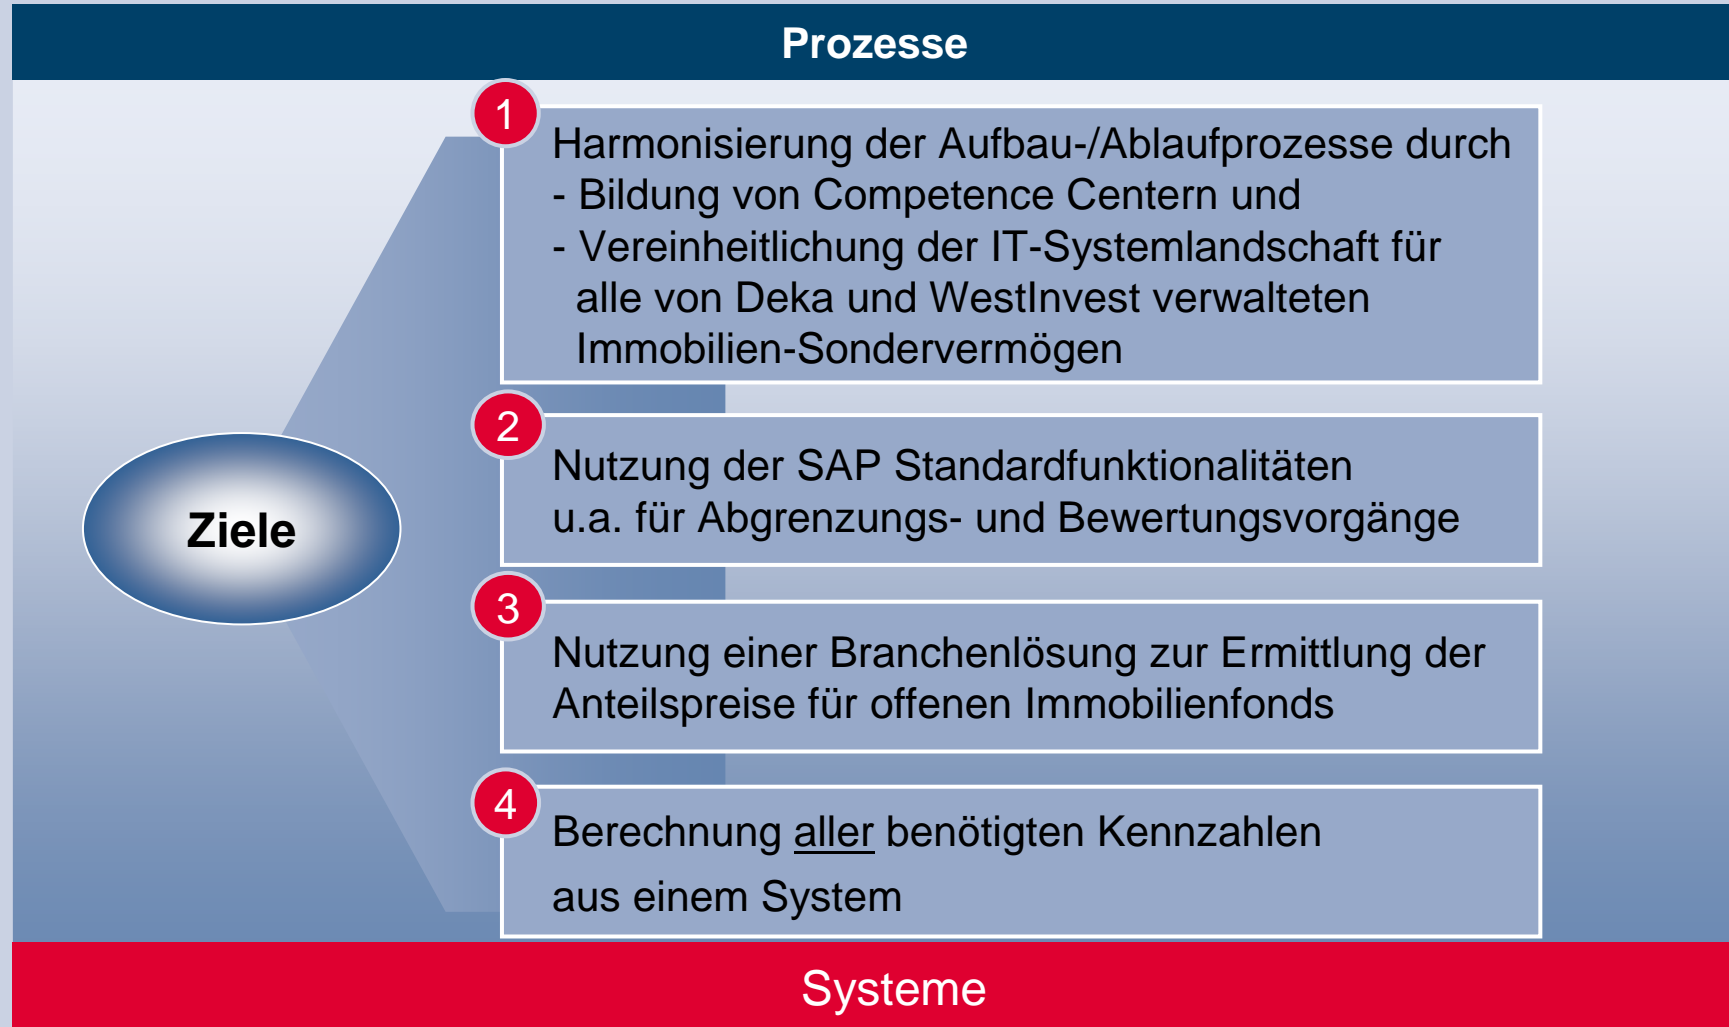 Prozesse
1
Harmonisierung der Aufbau-/Ablaufprozesse durch
- Bildung von Competence Centern und
- Vereinheitlichung der IT-Systemlandschaft für
alle von Deka und WestInvest verwalteten
Immobilien-Sondervermögen
2
Nutzung der SAP Standardfunktionalitäten
u.a. für Abgrenzungs- und Bewertungsvorgänge
Ziele
3
Nutzung einer Branchenlösung zur Ermittlung der
Anteilspreise für offenen Immobilienfonds
4
Berechnung aller benötigten Kennzahlen
aus einem System
Systeme